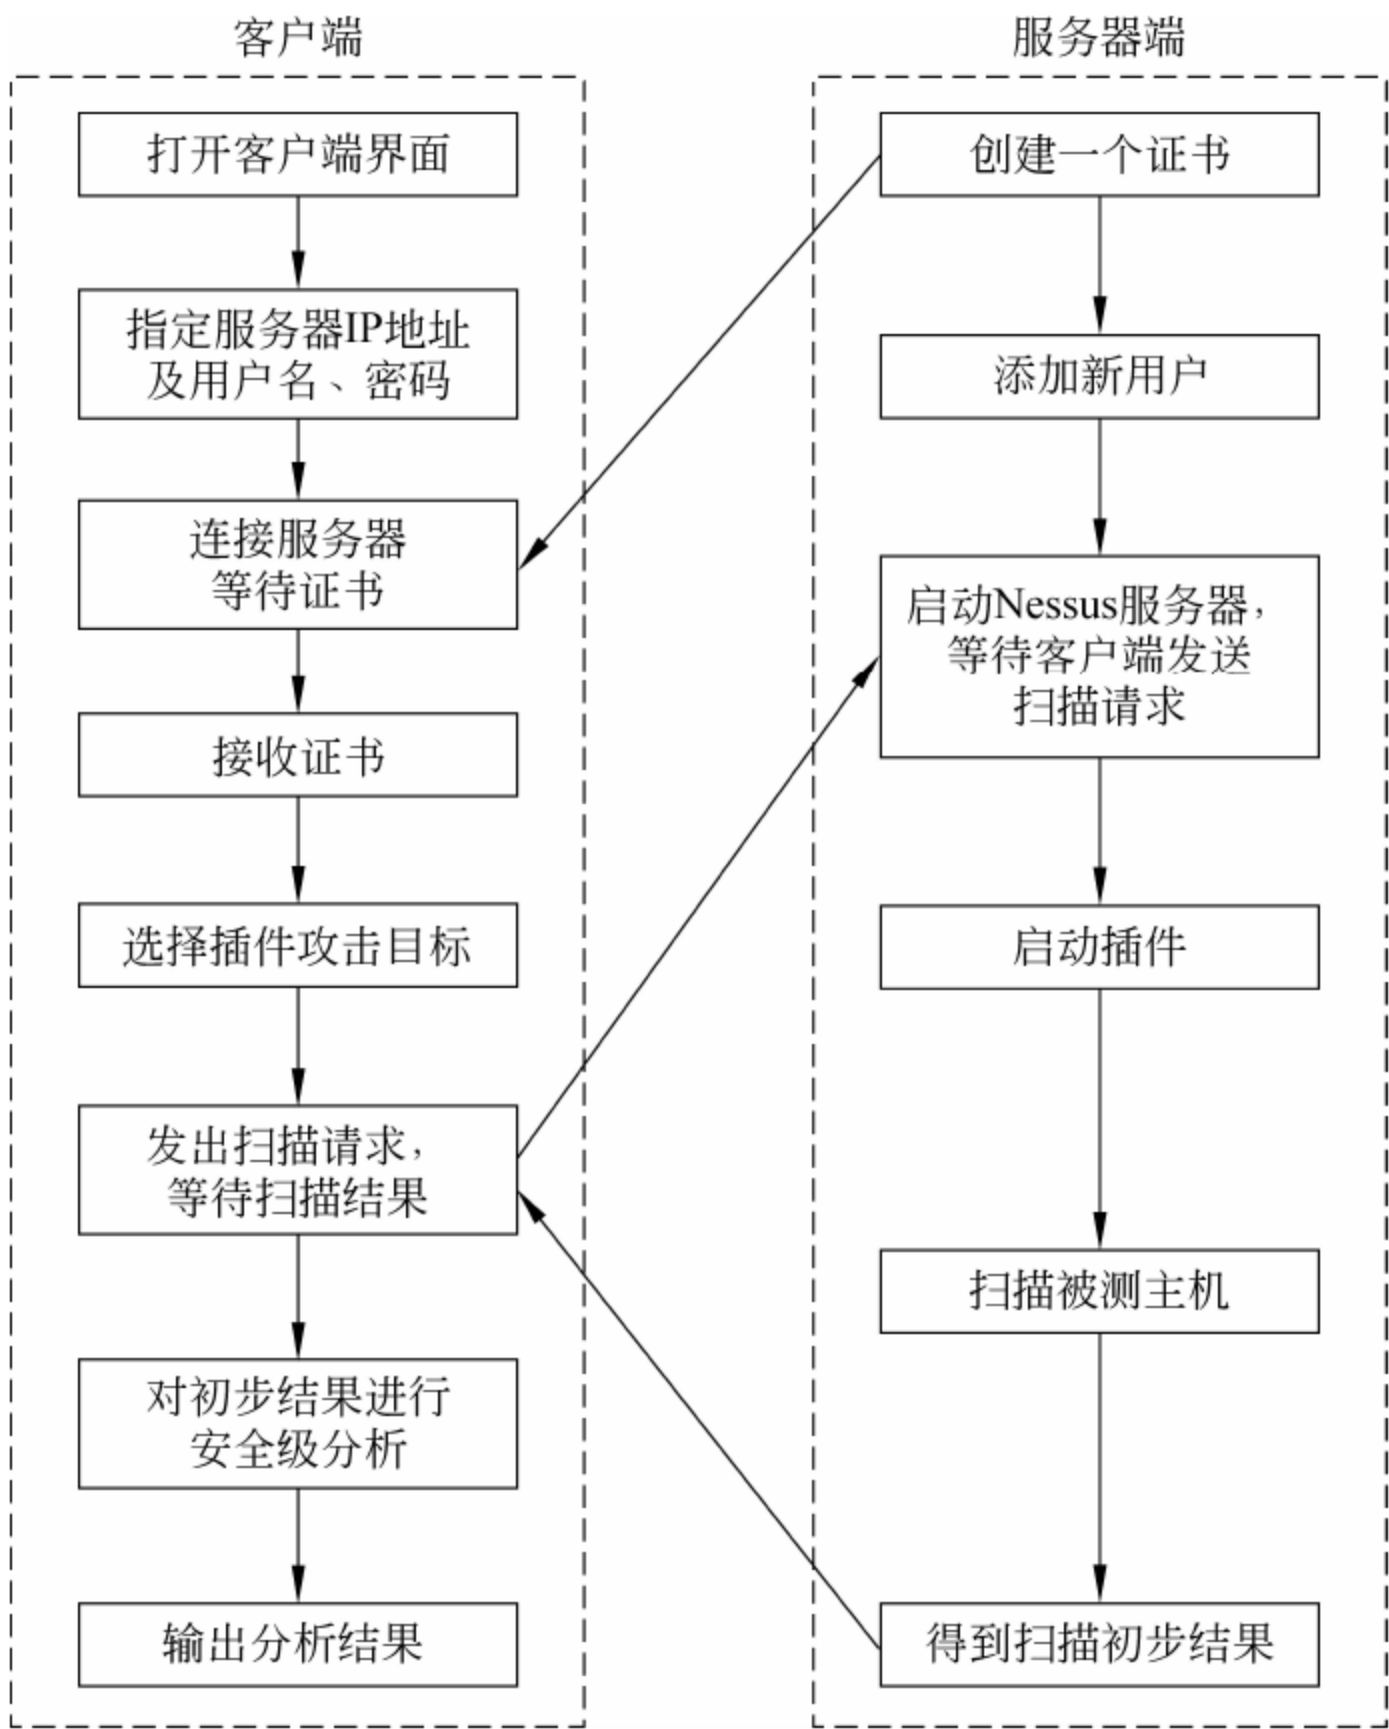 客户端
打开客户端界面
指定服务器IP地址
及用户名、密码
连接服务器
等待证书
接收证书
选择插件攻击目标
发出扫描请求,
等待扫描结果
对初步结果进行
安全级分析
输出分析结果
服务器端
创建一个证书
添加新用户
启动Nessus服务器,
等待客户端发送
扫描请求
启动插件
扫描被测主机
得到扫描初步结果